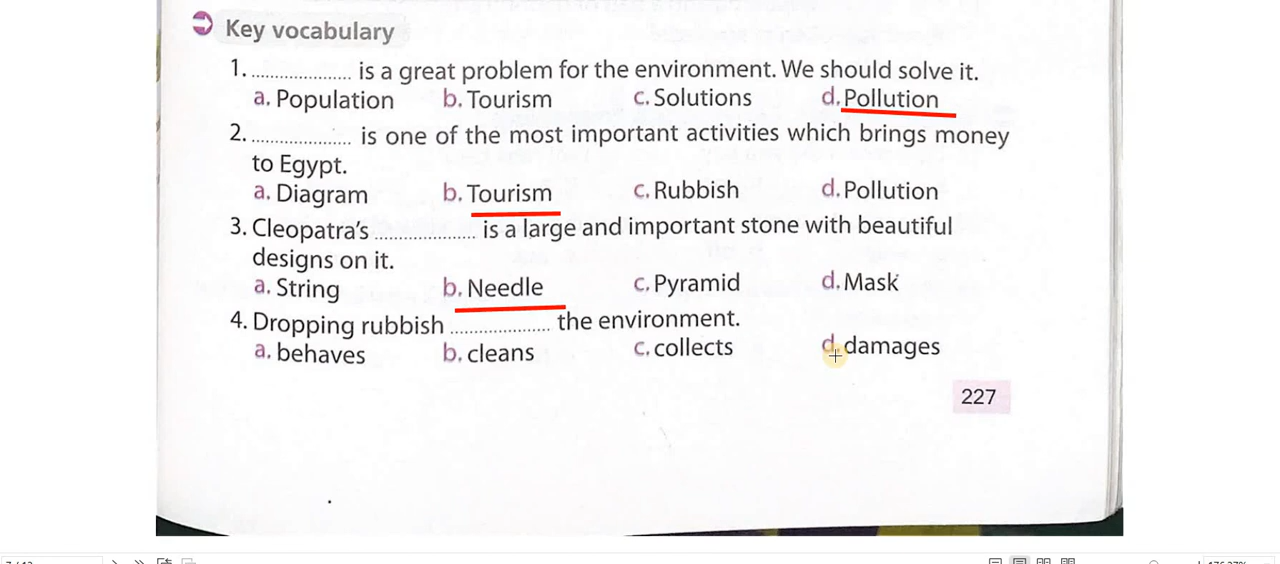 Key vocabulary
1. .................... is a great problem for the environment. We should solve it.
a. Population b. Tourism c. Solutions d. Pollution
2. .................... is one of the most important activities which brings money
to Egypt.
a. Diagram b. Tourism c. Rubbish d. Pollution
3. Cleopatra's .................... is a large and important stone with beautiful
designs on it.
a. String b. Needle c. Pyramid d. Mask
4. Dropping rubbish .................... the environment.
a. behaves b. cleans c. collects d. damages
227